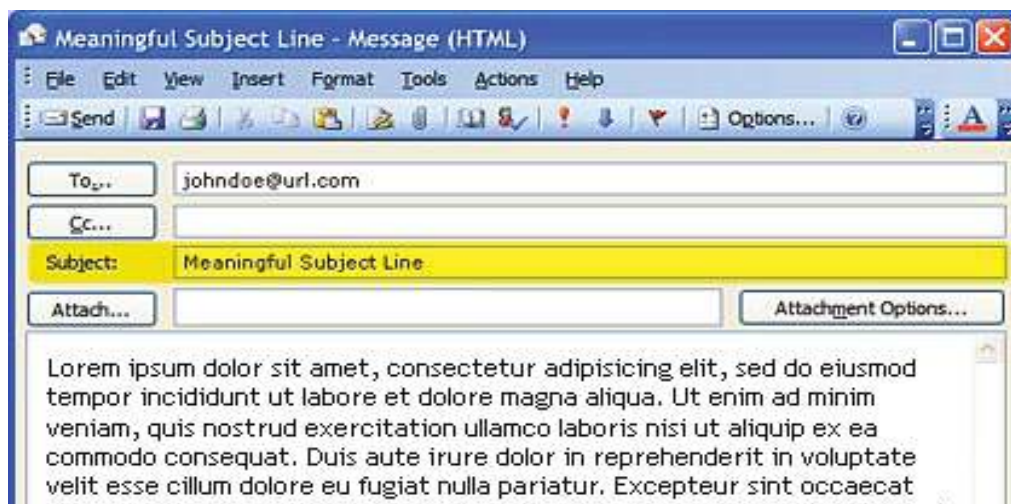 Meaningful Subject Line - Message (HTML)
File Edit View Insert Format Tools Actions Help
Send Options...
To... johndoe@url.com
Cc...
Subject: Meaningful Subject Line
Attach... Attachment Options...
Lorem ipsum dolor sit amet, consectetur adipisicing elit, sed do eiusmod
tempor incididunt ut labore et dolore magna aliqua. Ut enim ad minim
veniam, quis nostrud exercitation ullamco laboris nisi ut aliquip ex ea
commodo consequat. Duis aute irure dolor in reprehenderit in voluptate
velit esse cillum dolore eu fugiat nulla pariatur. Excepteur sint occaecat